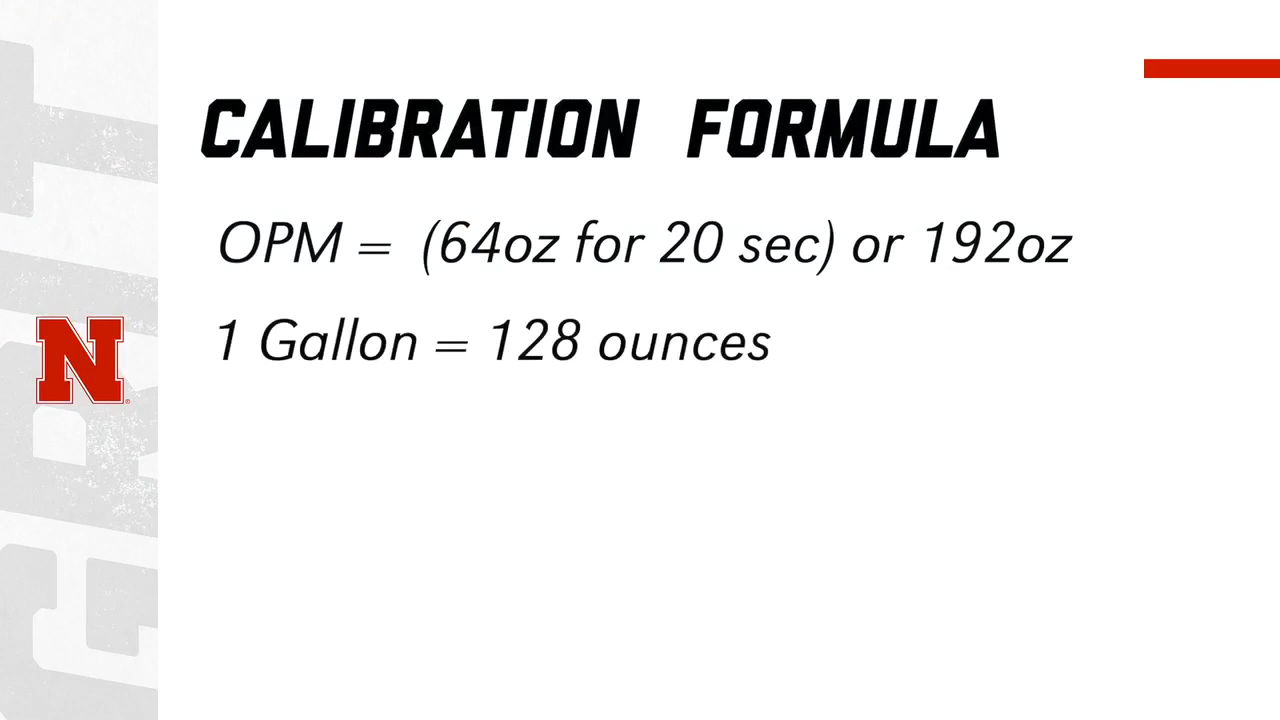 CALIBRATION FORMULA
OPM = (64oz for 20 sec) or 192oz
1 Gallon = 128 ounces
N